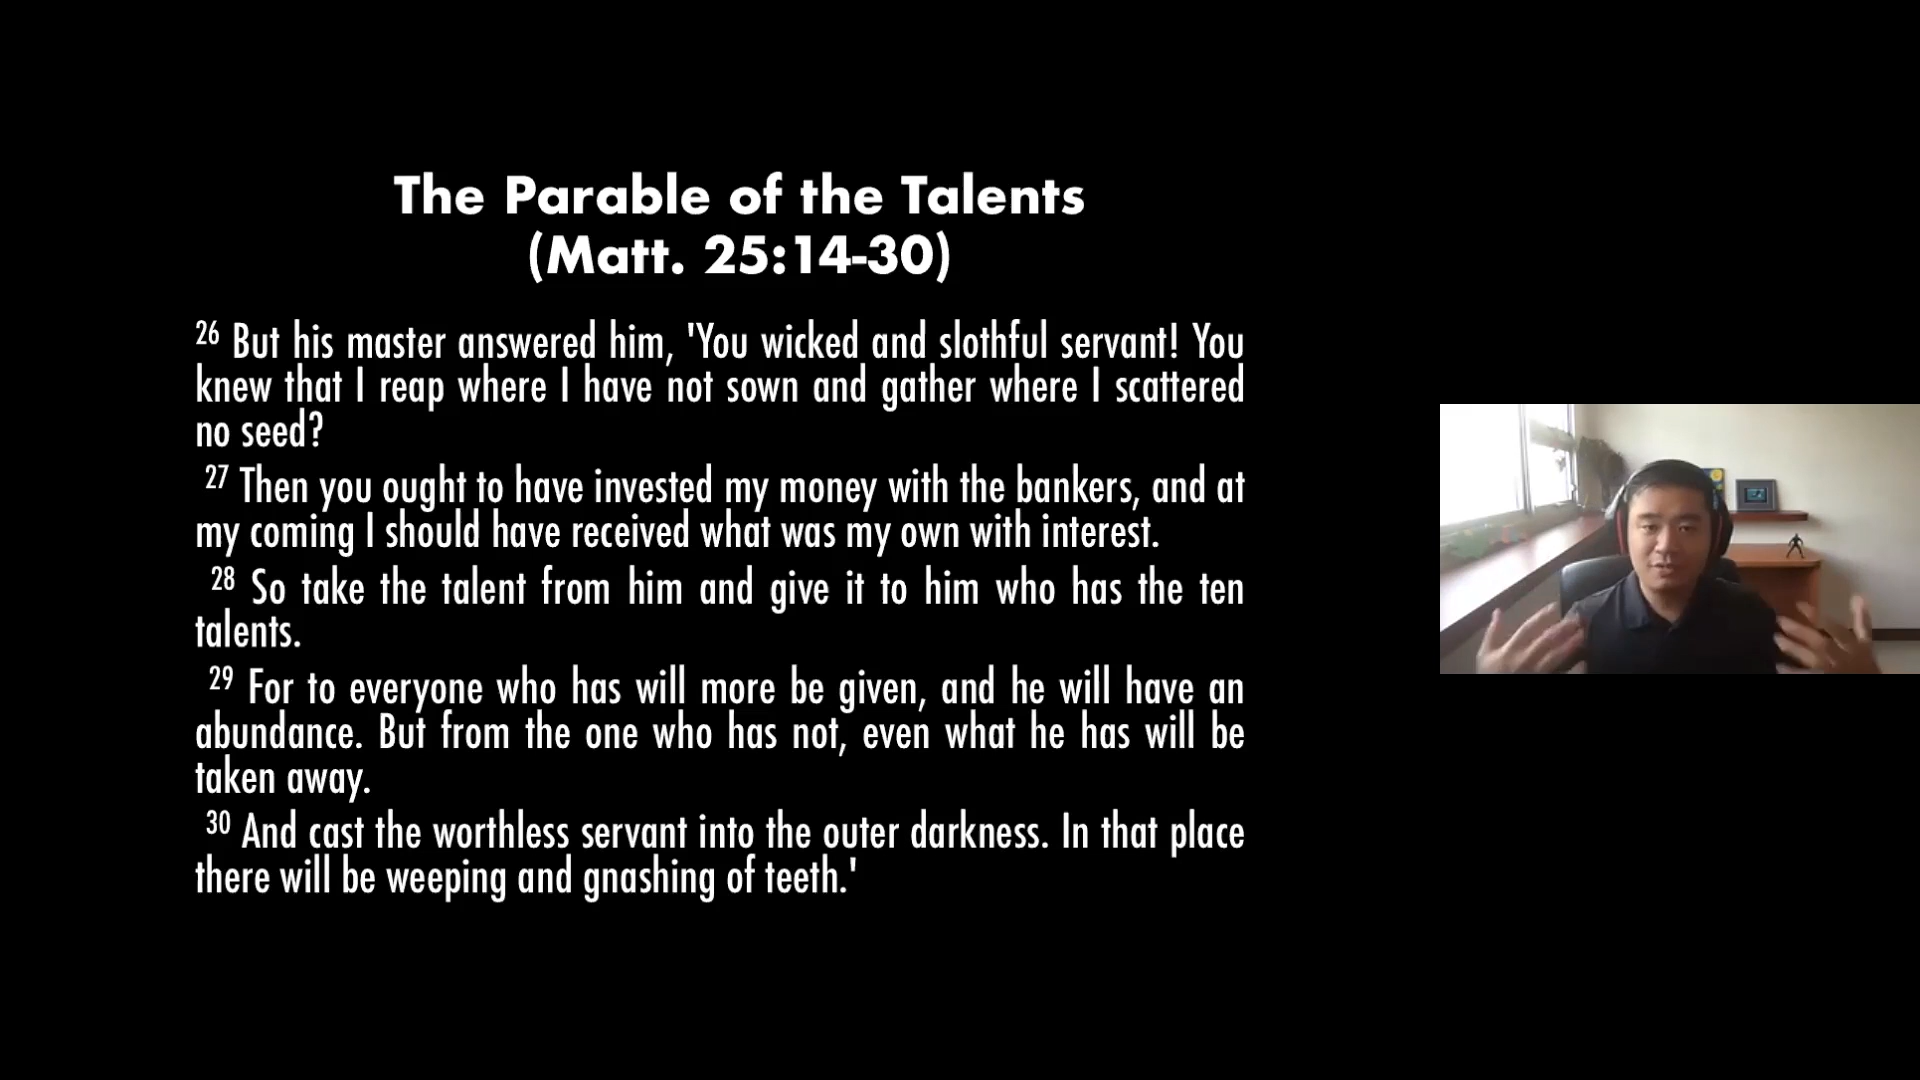 The Parable of the Talents
(Matt. 25:14-30)
26 But his master answered him, 'You wicked and slothful servant! You
knew that I reap where I have not sown and gather where I scattered
no seed?
27 Then you ought to have invested my money with the bankers, and at
my coming I should have received what was my own with interest.
28 So take the talent from him and give it to him who has the ten
talents.
29 For to everyone who has will more be given, and he will have an
abundance. But from the one who has not, even what he has will be
taken away.
30 And cast the worthless servant into the outer darkness. In that place
there will be weeping and gnashing of teeth.'